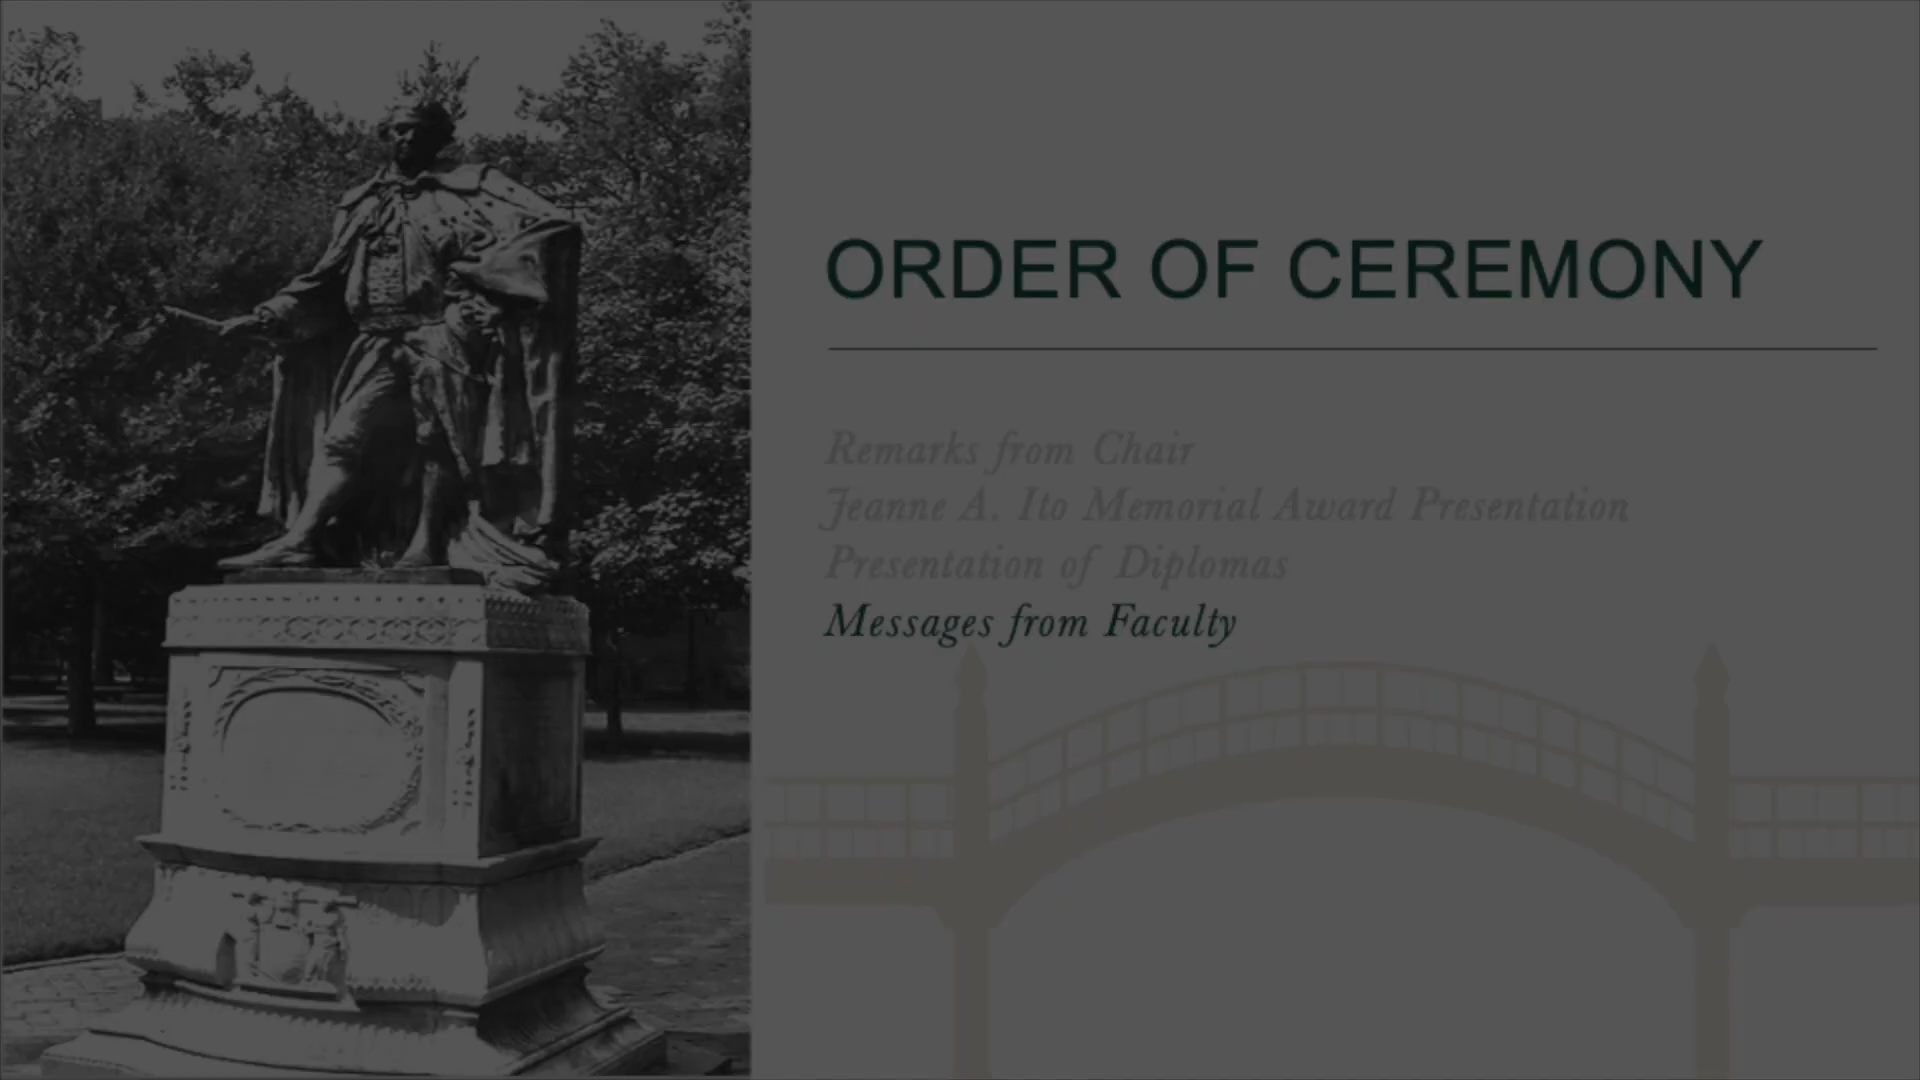 ORDER OF CEREMONY
Remarks from Chair
Jeanne A. Ito Memorial Award Presentation
Presentation of Diplomas
Messages from Faculty